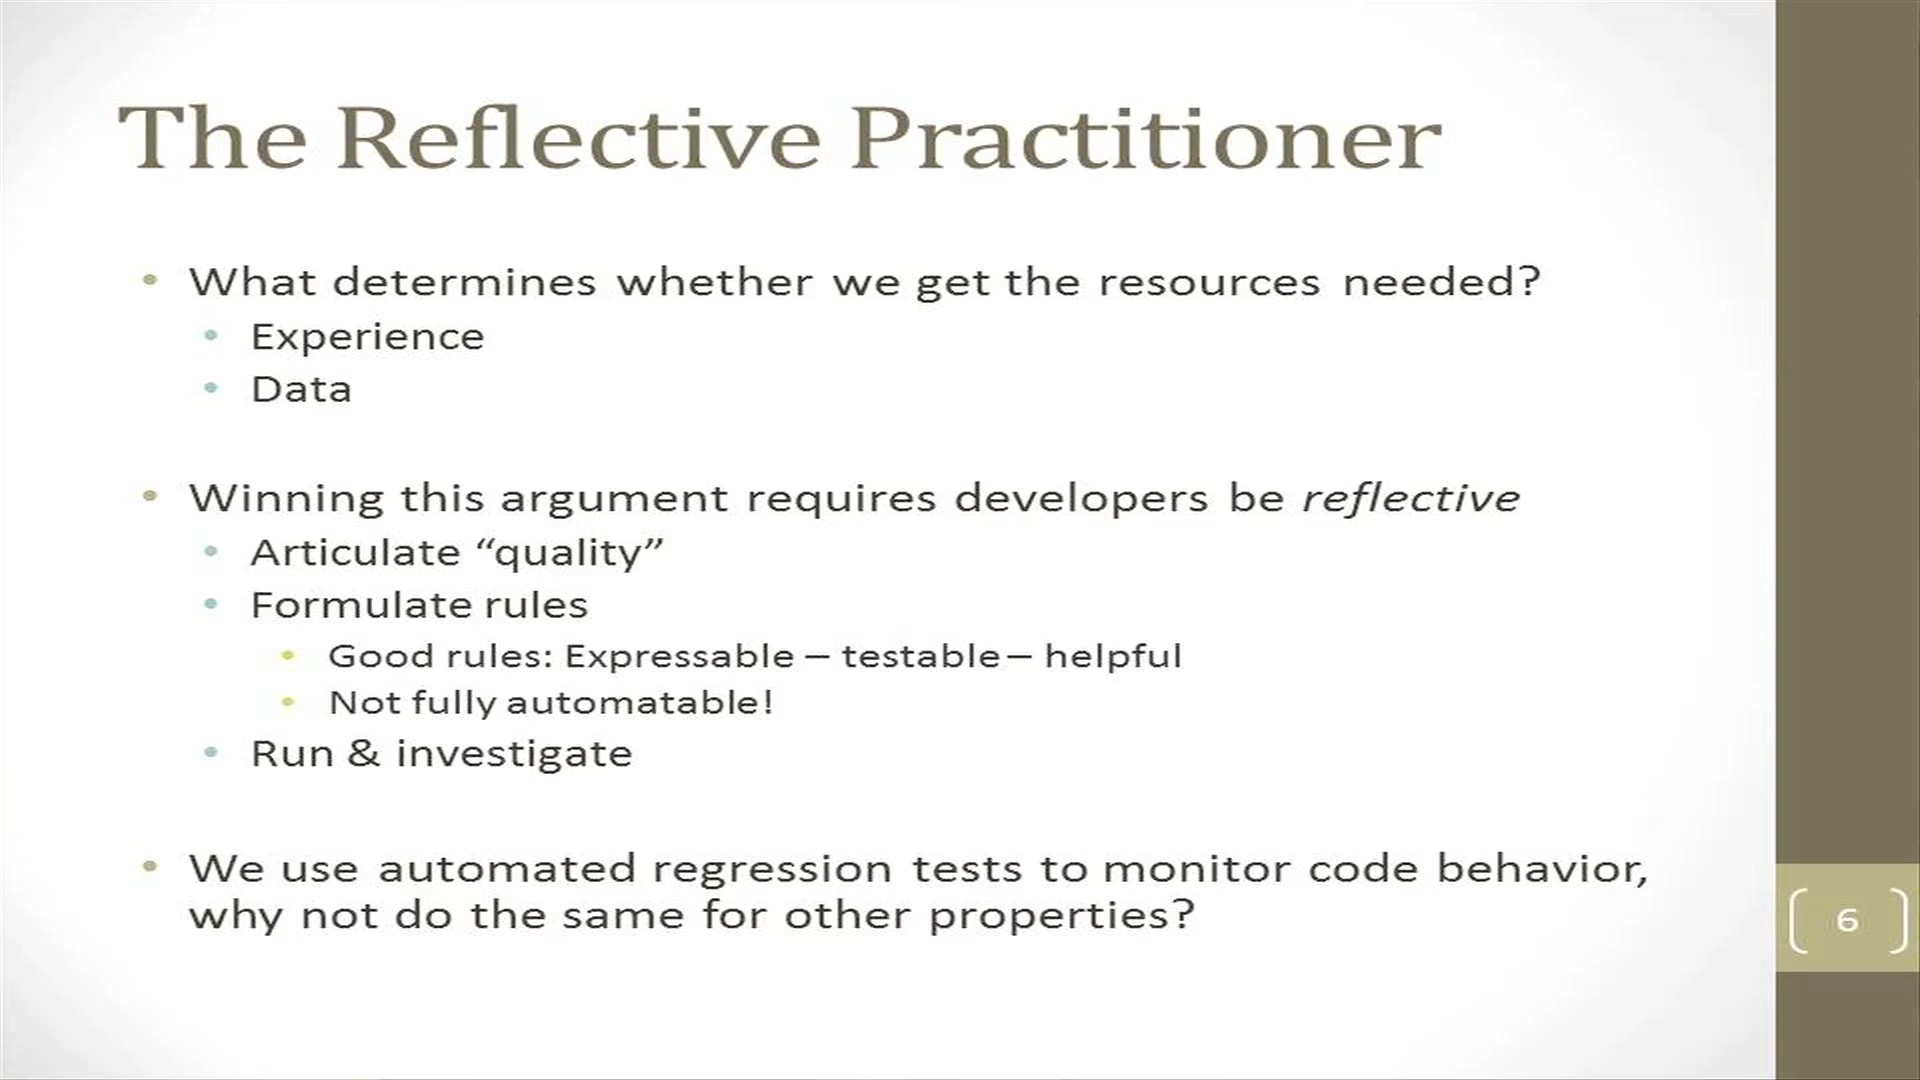 The Reflective Practitioner
• What determines whether we get the resources needed?
• Experience
• Data
• Winning this argument requires developers be reflective
• Articulate “quality”
• Formulate rules
• Good rules: Expressable – testable – helpful
• Not fully automatable!
• Run & investigate
• We use automated regression tests to monitor code behavior,
why not do the same for other properties?
6